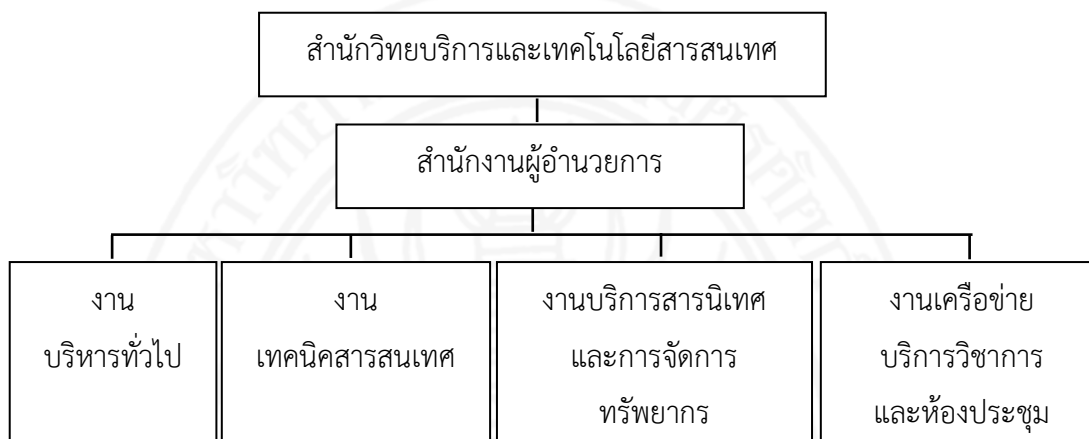 สำนักวิทยบริการและเทคโนโลยีสารสนเทศ
สำนักงานผู้อำนวยการ
งาน
บริหารทั่วไป
งาน
เทคนิคสารสนเทศ
งานบริการสารนิเทศ
และการจัดการ
ทรัพยากร
งานเครือข่าย
บริการวิชาการ
และห้องประชุม